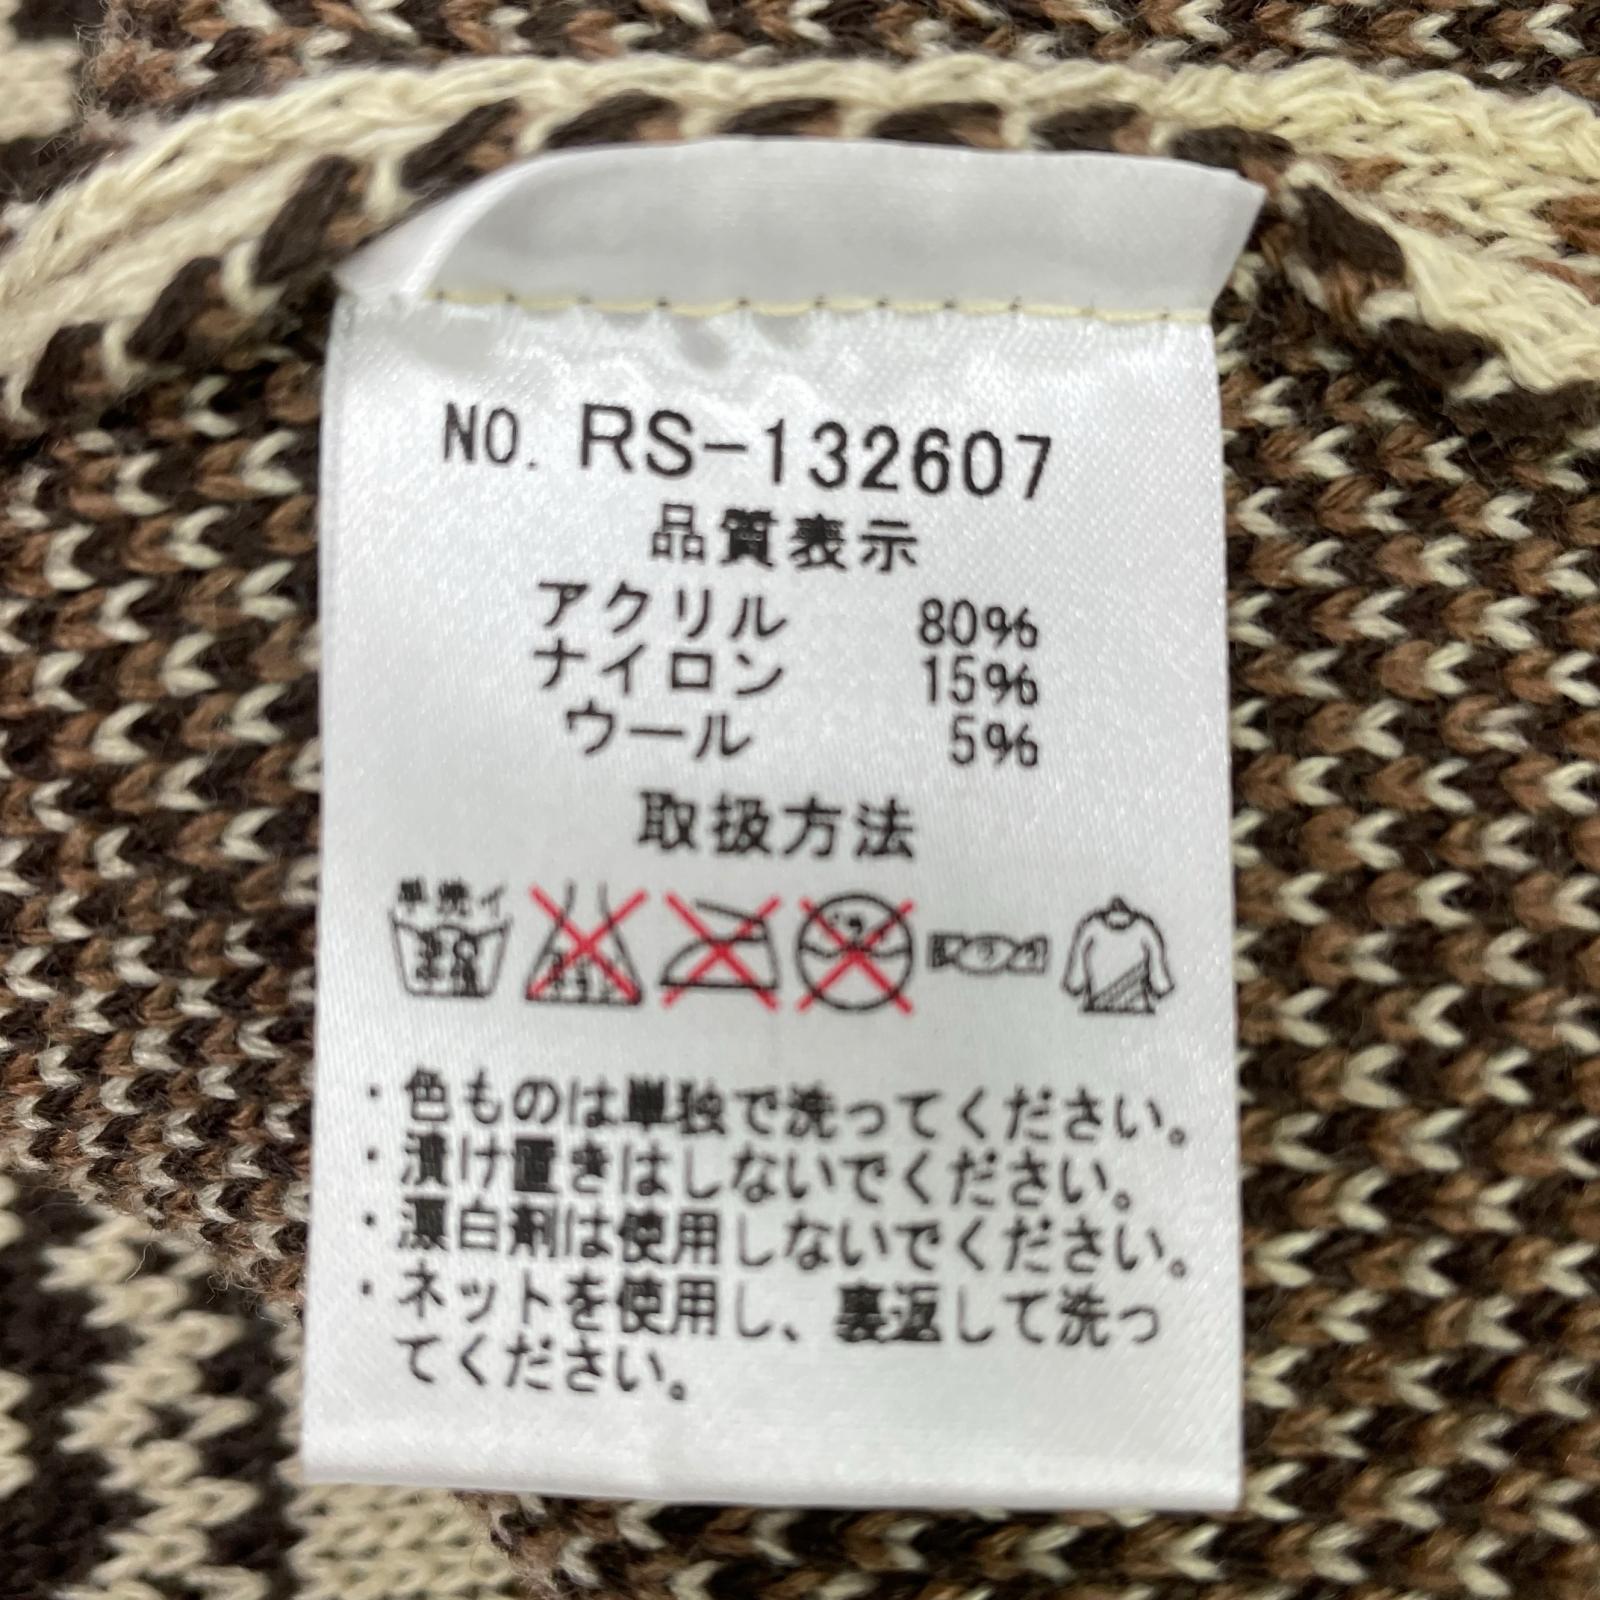 NO. RS-132607
品質表示
アクリル 80%
ナイロン 15%
ウール 5%
取扱方法
手洗イ
30
・色ものは単独で洗ってください。
・漬け置きはしないでください。
・漂白剤は使用しないでください。
・ネットを使用し、裏返して洗っ
てください。